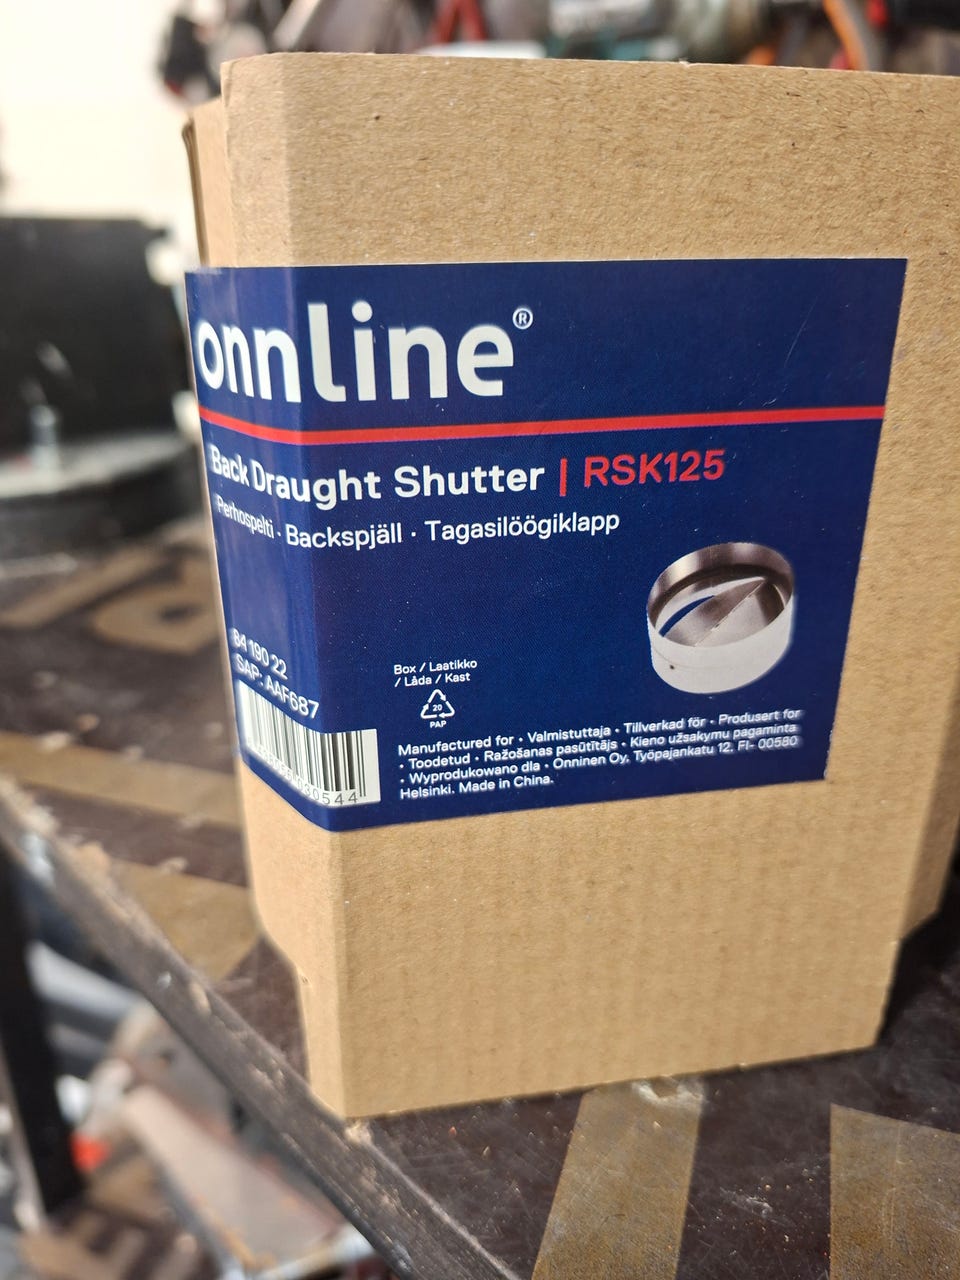 onnline®
Back Draught Shutter | RSK125
Perhospelti · Backspjäll · Tagasilöögiklapp
84 190 22
SAP: AAF687
Box / Laatikko
/ Låda / Kast
20
PAP
Manufactured for · Valmistuttaja · Tillverkad för · Produsert for
· Toodetud · Ražošanas pasūtītājs · Kieno užsakymu pagaminta
· Wyprodukowano dla · Onninen Oy, Työpajankatu 12, FI- 00580
Helsinki. Made in China.